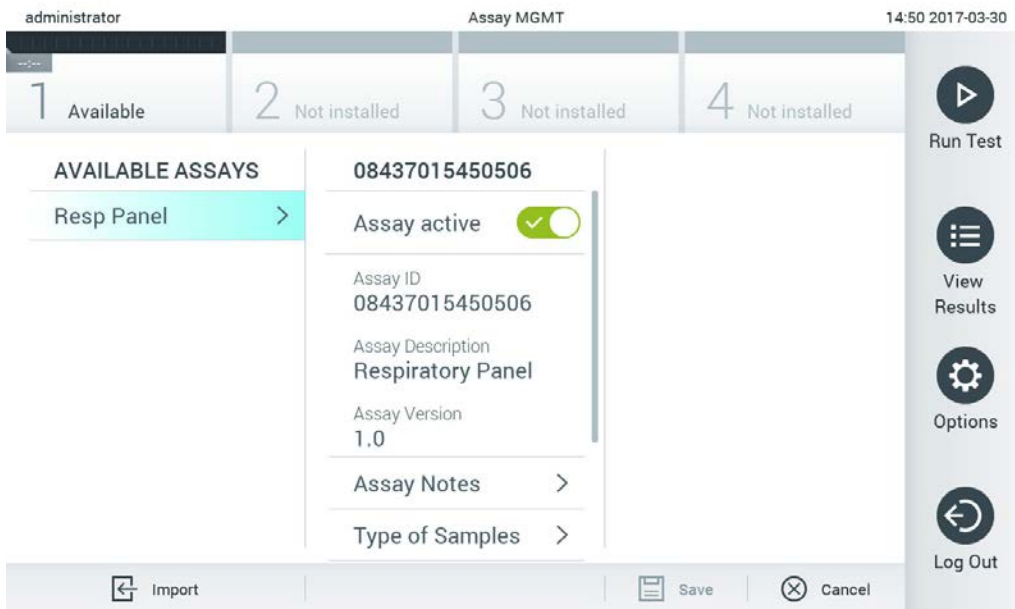 administrator Assay MGMT 14:50 2017-03-30
--:--
1 Available 2 Not installed 3 Not installed 4 Not installed
Run Test
AVAILABLE ASSAYS
Resp Panel
08437015450506
Assay active
Assay ID
08437015450506
Assay Description
Respiratory Panel
Assay Version
1.0
Assay Notes
Type of Samples
View
Results
Options
Log Out
Import Save Cancel